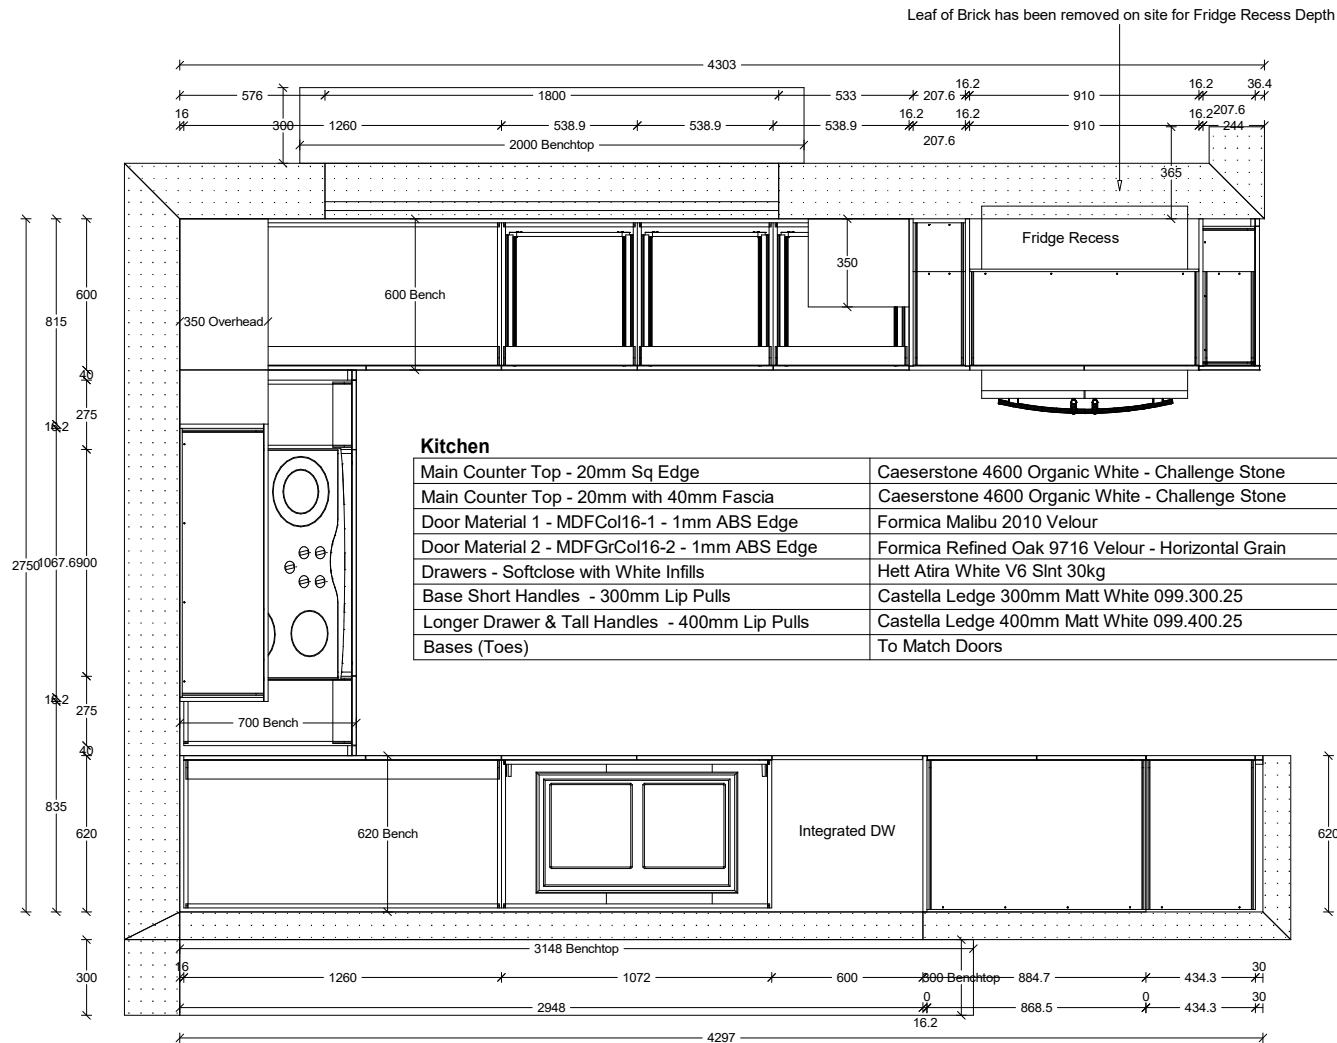 Leaf of Brick has been removed on site for Fridge Recess Depth
4303
576 1800 533 207.6 16.2 910 16.2 36.4
16 300 1260 538.9 538.9 538.9 16.2 207.6 16.2 910 16.2 207.6 244
2000 Benchtop
365
Fridge Recess
350
600 Bench
350 Overhead
600
815
40
275
16.2
2750
1067.6
900
16.2
275
40
835
620
300
Kitchen
Main Counter Top - 20mm Sq Edge Caeserstone 4600 Organic White - Challenge Stone
Main Counter Top - 20mm with 40mm Fascia Caeserstone 4600 Organic White - Challenge Stone
Door Material 1 - MDFCol16-1 - 1mm ABS Edge Formica Malibu 2010 Velour
Door Material 2 - MDFGrCol16-2 - 1mm ABS Edge Formica Refined Oak 9716 Velour - Horizontal Grain
Drawers - Softclose with White Infills Hett Atira White V6 Slnt 30kg
Base Short Handles - 300mm Lip Pulls Castella Ledge 300mm Matt White 099.300.25
Longer Drawer & Tall Handles - 400mm Lip Pulls Castella Ledge 400mm Matt White 099.400.25
Bases (Toes) To Match Doors
700 Bench
620 Bench
Integrated DW
620
3148 Benchtop
16 1260 1072 600 300 Benchtop 884.7 434.3 30
2948 0 868.5 0 434.3 30
16.2
4297